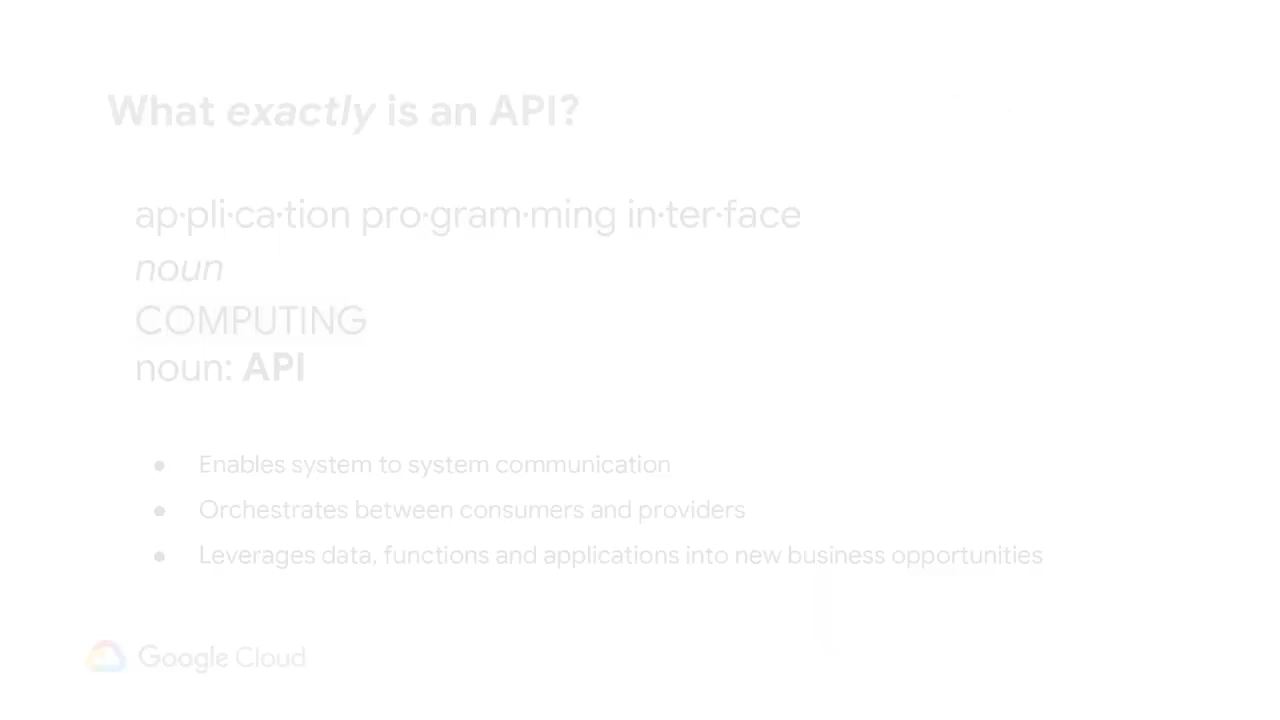 What exactly is an API?
ap·pli·ca·tion pro·gram·ming in·ter·face
noun
COMPUTING
noun: API
● Enables system to system communication
● Orchestrates between consumers and providers
● Leverages data, functions and applications into new business opportunities
Google Cloud